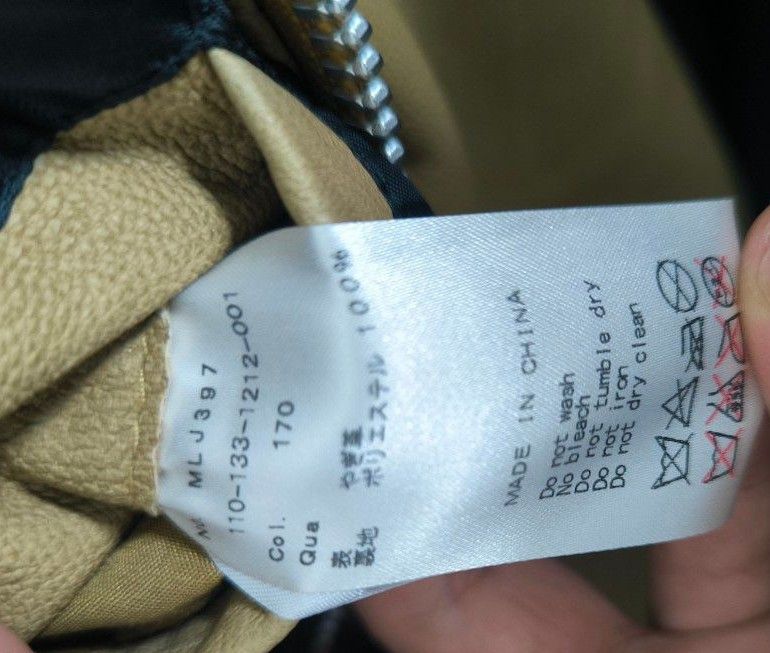 MLJ397
110-133-1212-001
Col. 170
Qua
表 やぎ革
裏地 ポリエステル 100%
MADE IN CHINA
Do not wash
No bleach
Do not tumble dry
Do not iron
Do not dry clean